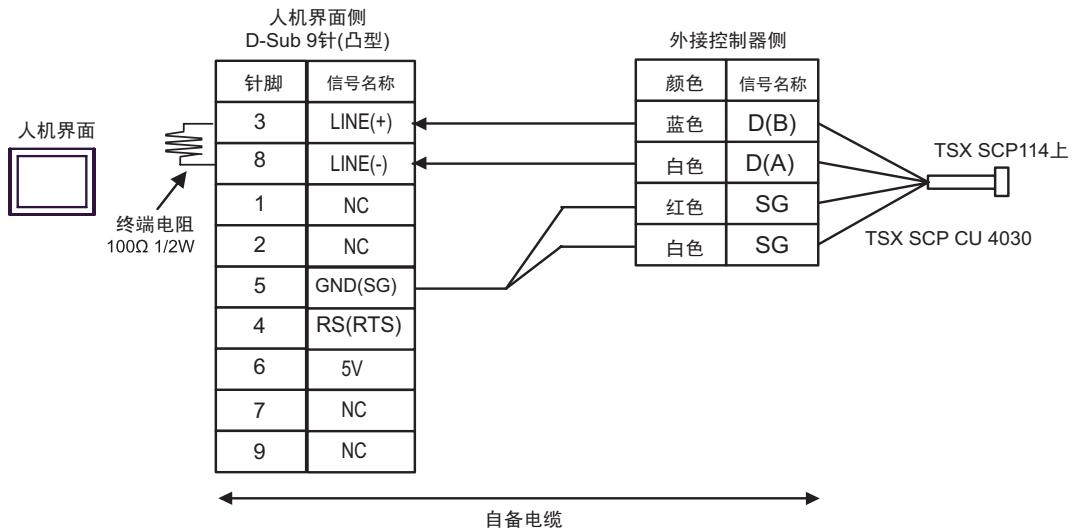 人机界面侧
D-Sub 9针(凸型)
外接控制器侧
针脚 信号名称
颜色 信号名称
3 LINE(+)
蓝色 D(B)
人机界面
8 LINE(-)
白色 D(A)
TSX SCP114上
1 NC
红色 SG
终端电阻
100Ω 1/2W
2 NC
白色 SG
TSX SCP CU 4030
5 GND(SG)
4 RS(RTS)
6 5V
7 NC
9 NC
自备电缆